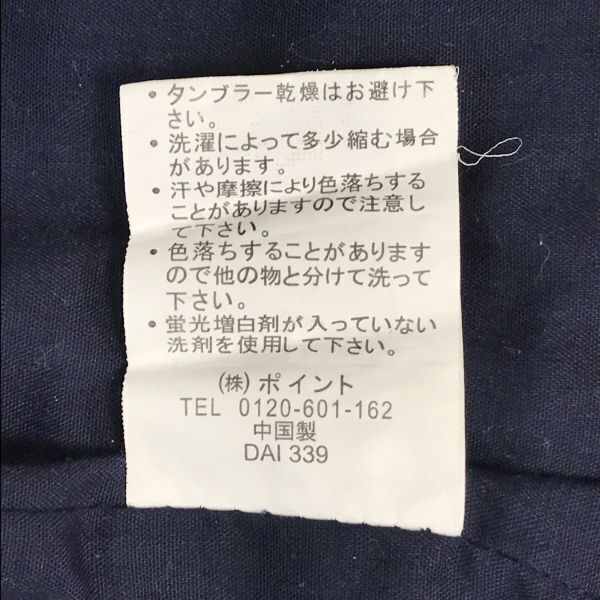 ・タンブラー乾燥はお避け下
さい。
・洗濯によって多少縮む場合
があります。
・汗や摩擦により色落ちする
ことがありますので注意し
て下さい。
・色落ちすることがあります
ので他の物と分けて洗って
下さい。
・蛍光増白剤が入っていない
洗剤を使用して下さい。
(株) ポイント
TEL 0120-601-162
中国製
DAI 339